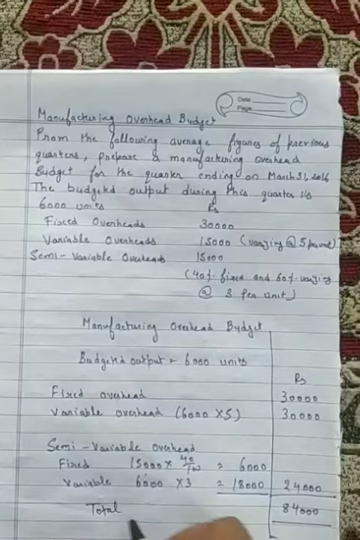 Date
Page
Manufacturing Overhead Budget
From the following average figures of previous
quarters, prepare a manufacturing overhead
Budget for the quarter ending on March 31, 2016
The budgeted output during this quarter is
6000 units Rs
Fixed Overheads 30000
Variable Overheads 15000 (varying @ 5 per unit)
Semi-Variable Overheads 15000
(40% fixed and 60% varying
@ 3 per unit)
Manufacturing Overhead Budget
Budgeted output = 6000 units
Rs
Fixed overhead 30000
Variable overhead (6000 x 5) 30000
Semi-Variable Overhead
Fixed 15000 x 40/100 = 6000
Variable 6000 x 3 = 18000 24000
Total 84000